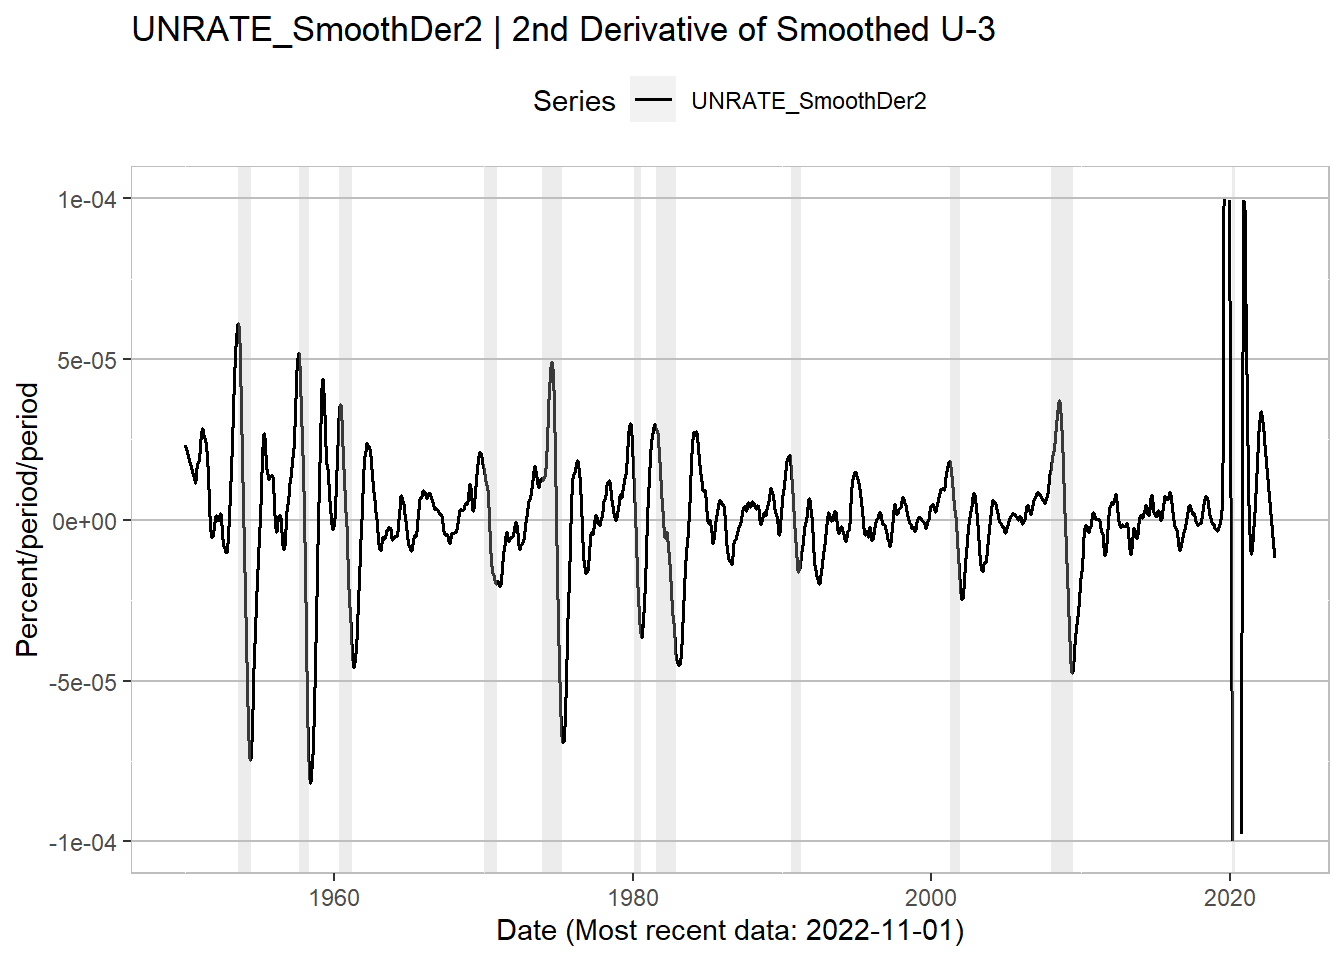 UNRATE_SmoothDer2 | 2nd Derivative of Smoothed U-3
Series UNRATE_SmoothDer2
1e-04
5e-05
0e+00
-5e-05
-1e-04
Percent/period/period
1960 1980 2000 2020
Date (Most recent data: 2022-11-01)